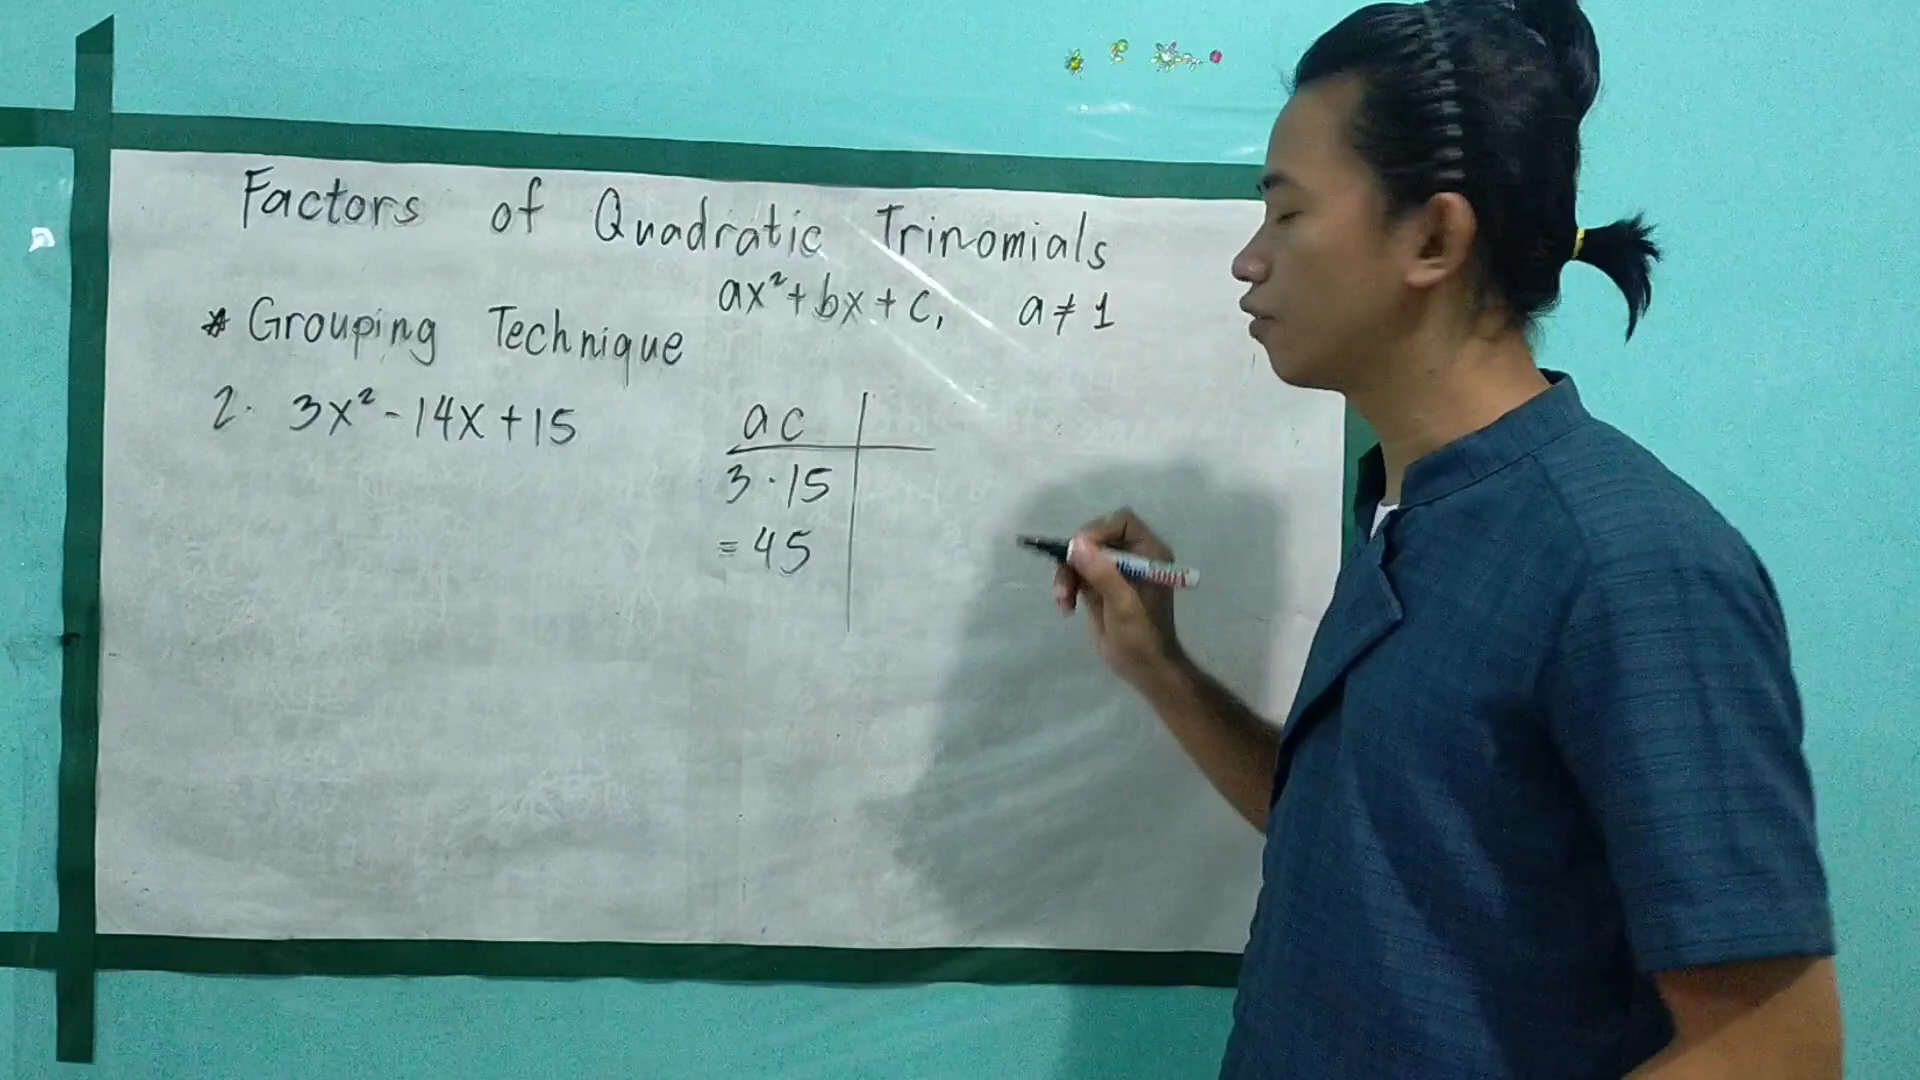 Factors of Quadratic Trinomials
ax²+bx+c, a≠1
* Grouping Technique
2. 3x²-14x+15
ac
3·15
=45